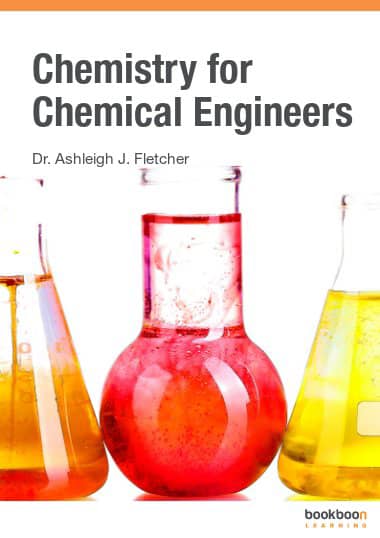 Chemistry for
Chemical Engineers
Dr. Ashleigh J. Fletcher
bookboon
LEARNING